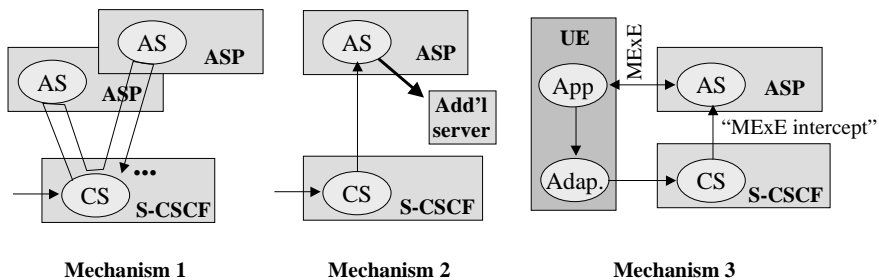 AS
ASP
AS
ASP
CS
...
S-CSCF
Mechanism 1
AS
ASP
Add'l
server
CS
S-CSCF
Mechanism 2
UE
MExE
App
AS
ASP
“MExE intercept”
Adap.
CS
S-CSCF
Mechanism 3